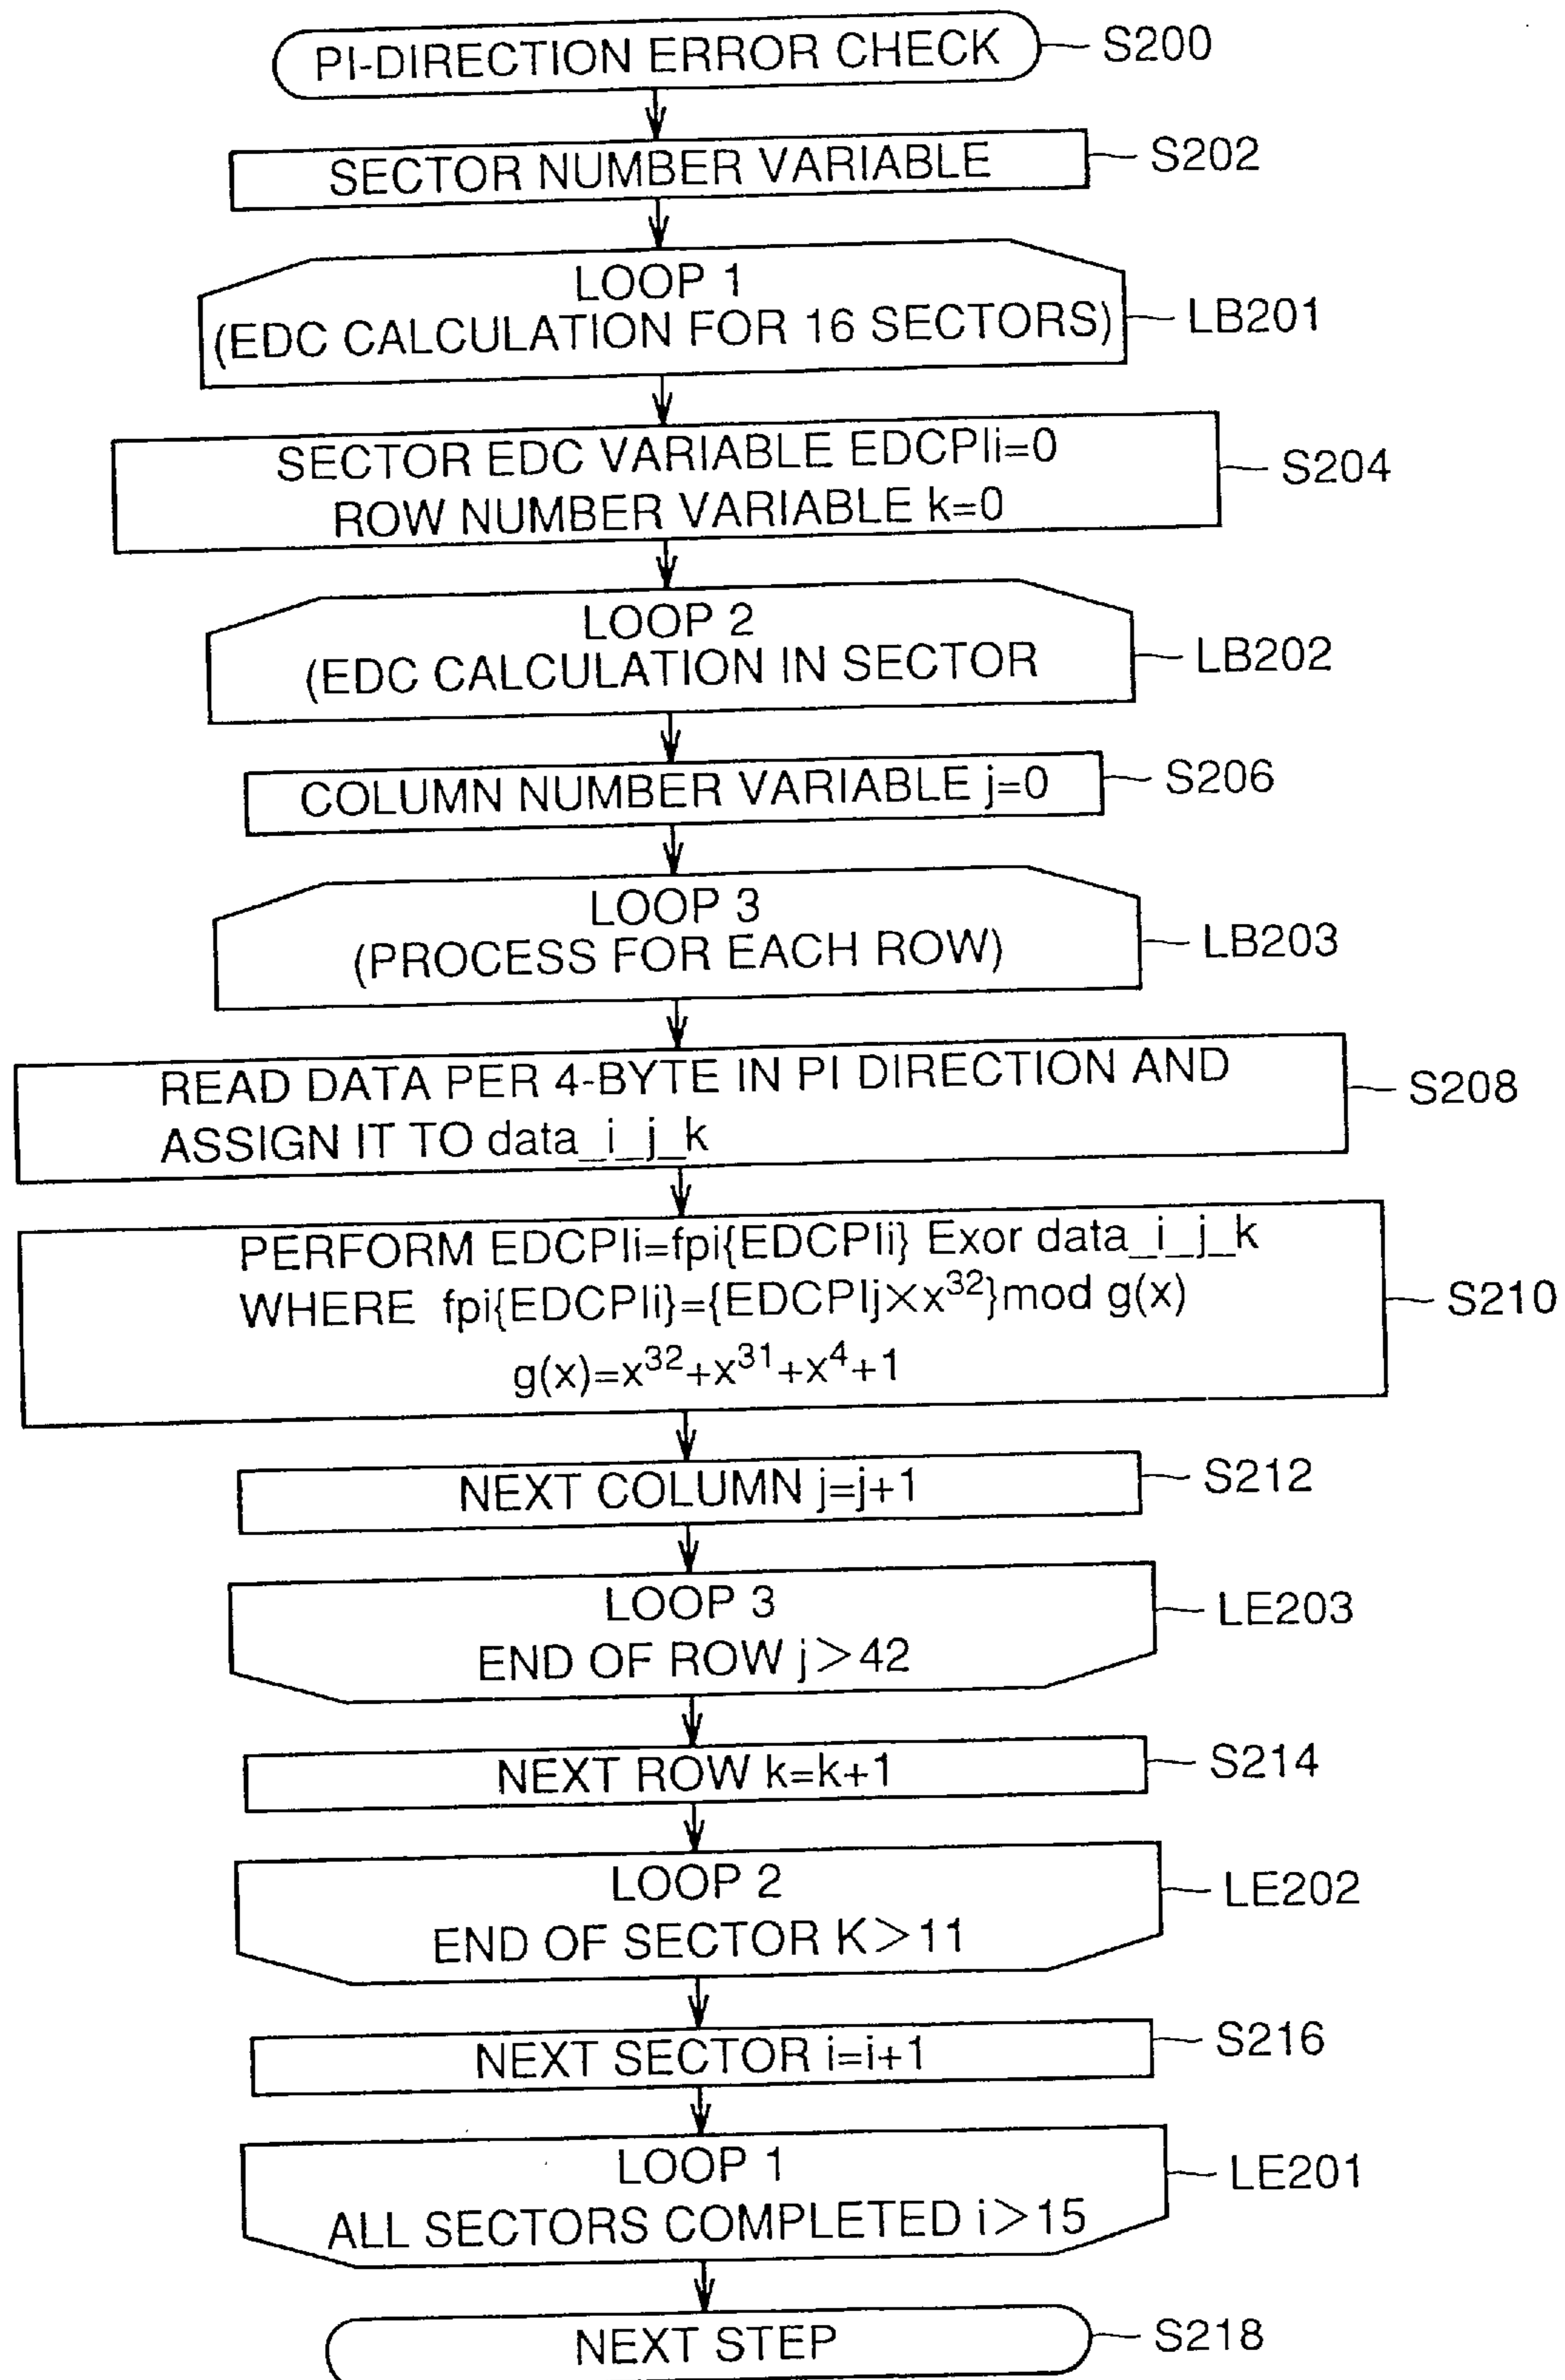 PI-DIRECTION ERROR CHECK S200
SECTOR NUMBER VARIABLE S202
LOOP 1
(EDC CALCULATION FOR 16 SECTORS) LB201
SECTOR EDC VARIABLE EDCPIi=0
ROW NUMBER VARIABLE k=0 S204
LOOP 2
(EDC CALCULATION IN SECTOR LB202
COLUMN NUMBER VARIABLE j=0 S206
LOOP 3
(PROCESS FOR EACH ROW) LB203
READ DATA PER 4-BYTE IN PI DIRECTION AND S208
ASSIGN IT TO data_i_j_k
PERFORM EDCPIi=fpi{EDCPIi} Exor data_i_j_k
WHERE fpi{EDCPIi}={EDCPIj×x³²}mod g(x) S210
g(x)=x³²+x³¹+x⁴+1
NEXT COLUMN j=j+1 S212
LOOP 3 LE203
END OF ROW j>42
NEXT ROW k=k+1 S214
LOOP 2 LE202
END OF SECTOR K>11
NEXT SECTOR i=i+1 S216
LOOP 1 LE201
ALL SECTORS COMPLETED i>15
NEXT STEP S218